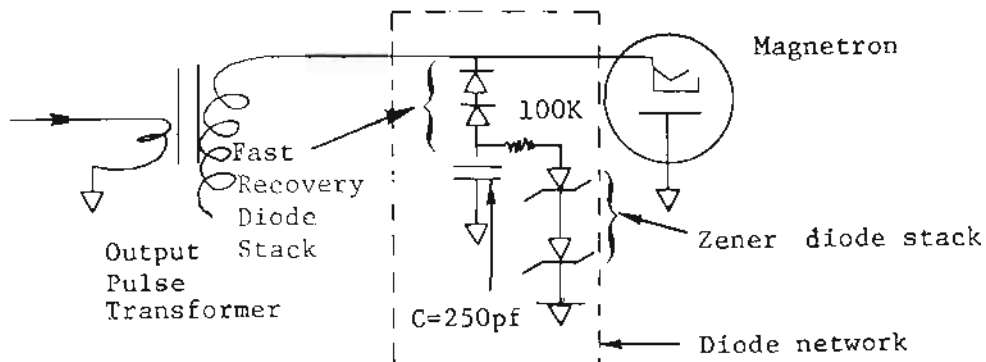 Magnetron
100K
Fast
Recovery
Diode
Stack
Output
Pulse
Transformer
Zener diode stack
C=250pf
Diode network